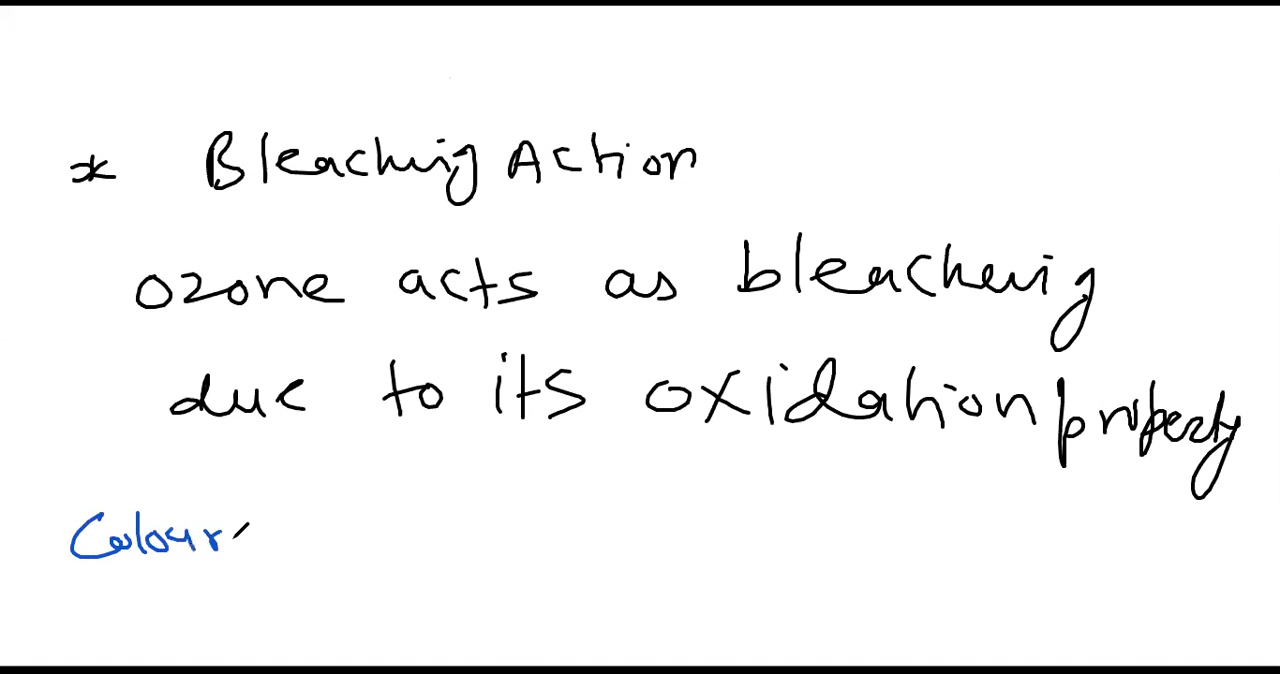 * Bleaching Action
ozone acts as bleaching
due to its oxidation property
Colour